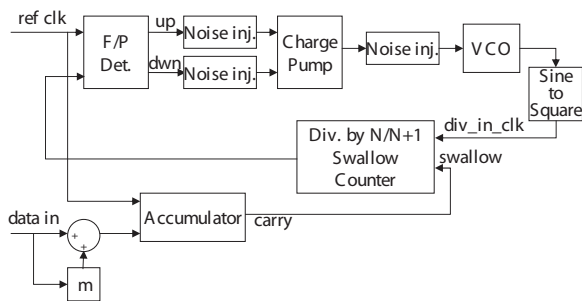 ref clk
F/P
Det.
up
dwn
Noise inj.
Noise inj.
Charge
Pump
Noise inj.
VCO
Sine
to
Square
div_in_clk
Div. by N/N+1
Swallow
Counter
swallow
data in
+
+
m
Accumulator
carry